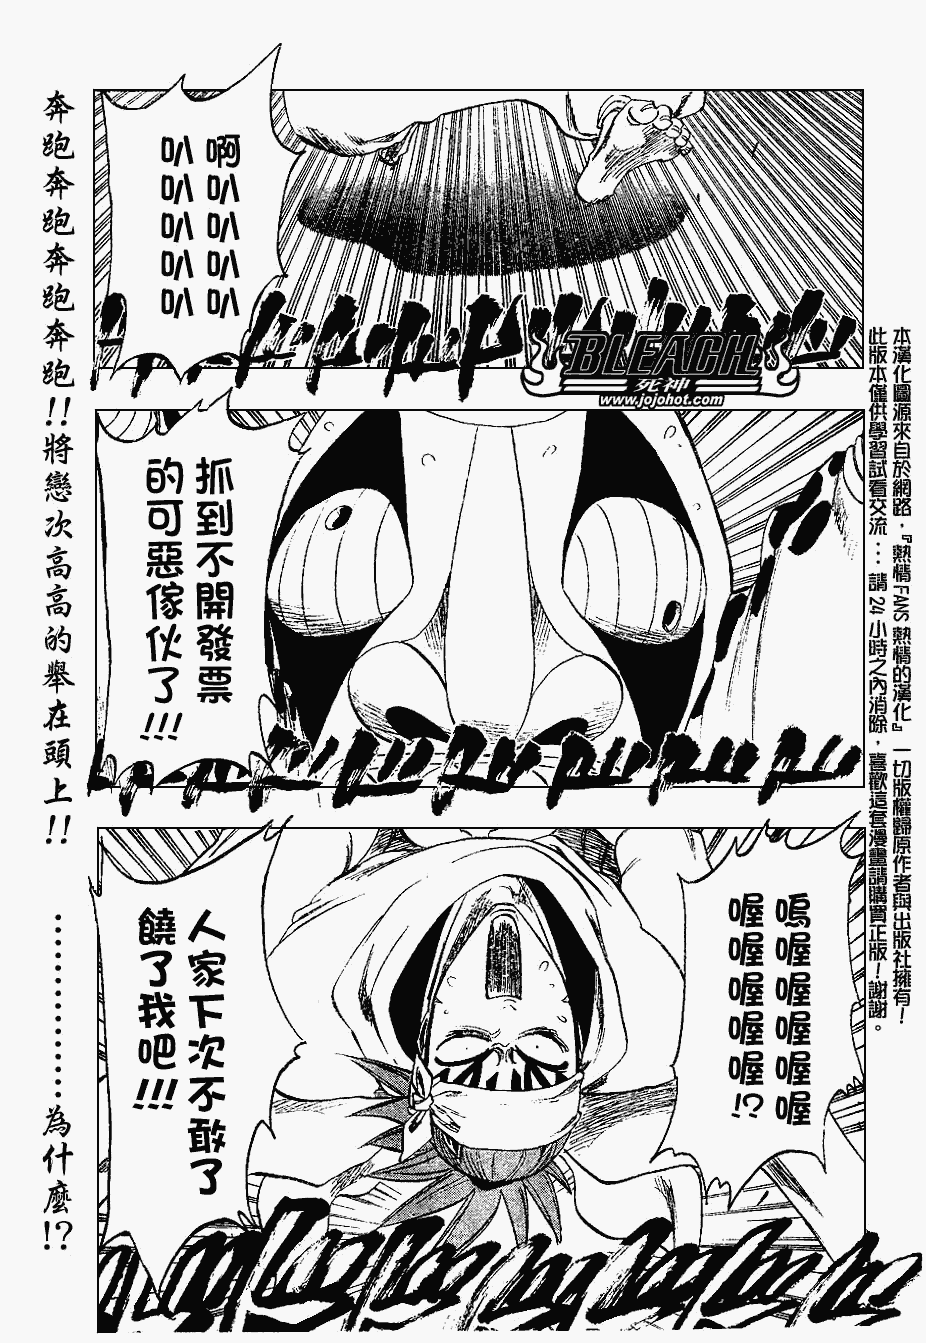 本漢化圖源來自於網路，『熱情FANS 熱情的漢化』 一切版權歸原作者與出版社擁有！
此版本僅供學習試看交流… 請24小時之內消除，喜歡這套漫畫請購買正版！謝謝。
啊叭叭叭叭
叭叭叭叭叭
BLEACH
死神
www.jojohot.com
抓到不開發票
的可惡傢伙了!!!
嗚喔喔喔喔喔
喔喔喔喔喔!?
人家下次不敢了
饒了我吧!!!
奔跑奔跑奔跑奔跑!!將戀次高高的舉在頭上!! ……………為什麼!?